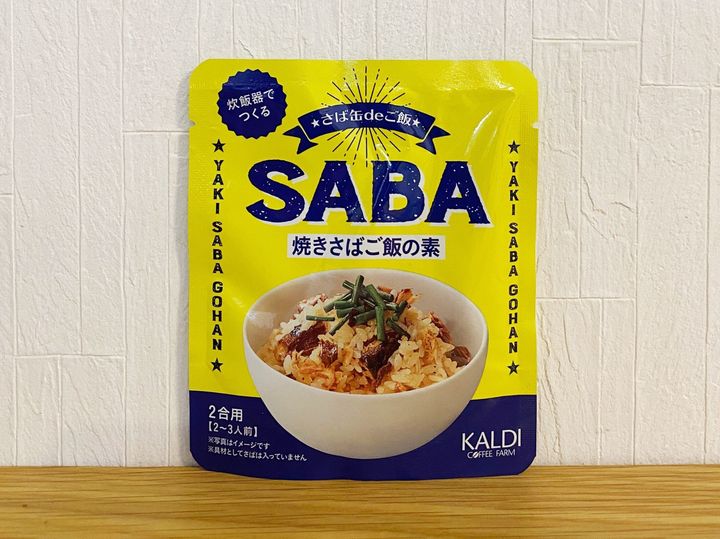 炊飯器で
つくる
★さば缶deご飯★
SABA
焼きさばご飯の素
★ YAKI SABA GOHAN ★
★ YAKI SABA GOHAN ★
2合用
【2〜3人前】
※写真はイメージです
※具材としてさばは入っていません
KALDI
COFFEE FARM